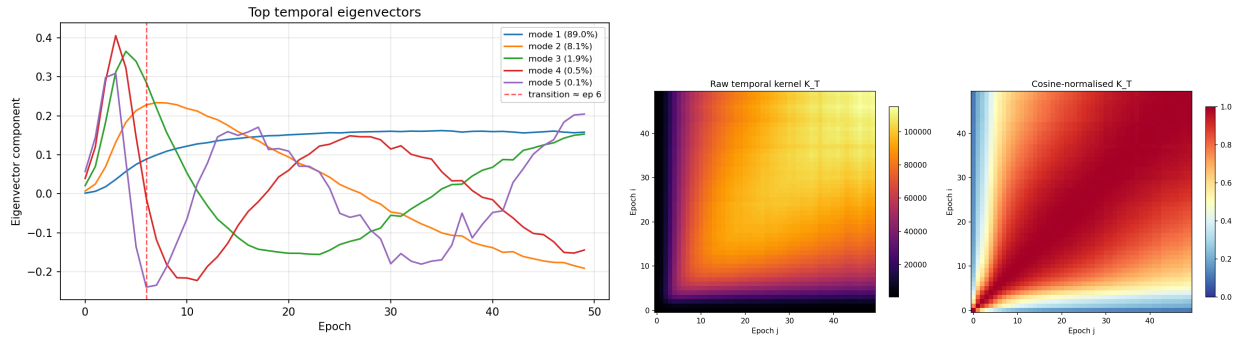 Top temporal eigenvectors
mode 1 (89.0%)
mode 2 (8.1%)
mode 3 (1.9%)
mode 4 (0.5%)
mode 5 (0.1%)
transition ≈ ep 6
Eigenvector component
0.4
0.3
0.2
0.1
0.0
−0.1
−0.2
0 10 20 30 40 50
Epoch
Raw temporal kernel K_T
Epoch i
40
30
20
10
0
0 10 20 30 40
Epoch j
100000
80000
60000
40000
20000
Cosine-normalised K_T
Epoch i
40
30
20
10
0
0 10 20 30 40
Epoch j
1.0
0.8
0.6
0.4
0.2
0.0